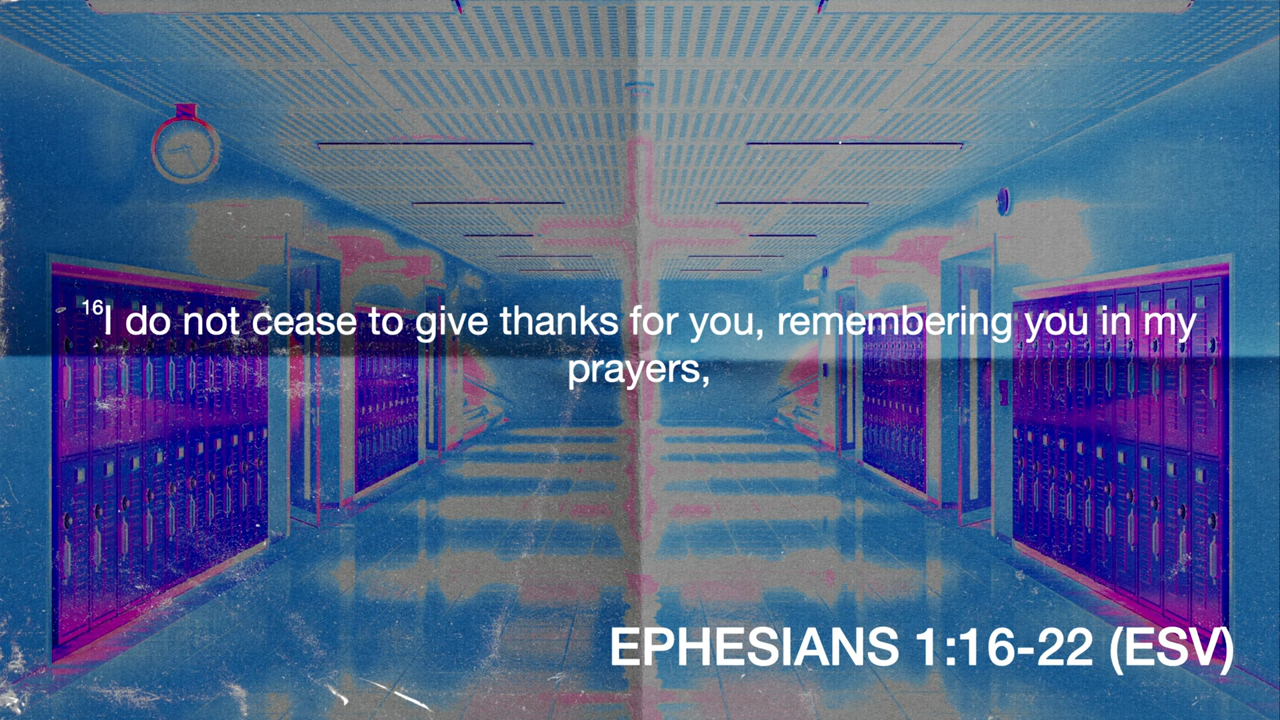 16I do not cease to give thanks for you, remembering you in my
prayers,
EPHESIANS 1:16-22 (ESV)